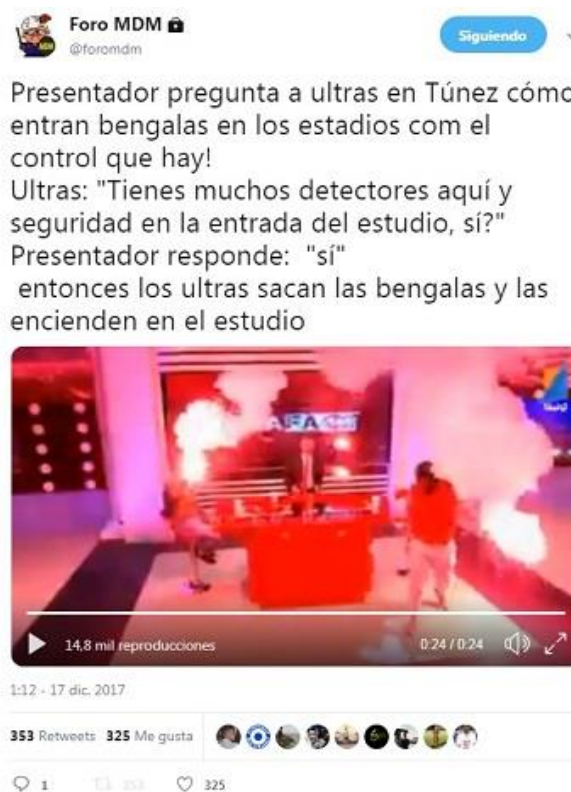 Foro MDM
@foromdm
Siguiendo
Presentador pregunta a ultras en Túnez cómo
entran bengalas en los estadios com el
control que hay!
Ultras: "Tienes muchos detectores aquí y
seguridad en la entrada del estudio, sí?"
Presentador responde: "sí"
entonces los ultras sacan las bengalas y las
encienden en el estudio
14,8 mil reproducciones
0:24 / 0:24
1:12 - 17 dic. 2017
353 Retweets 325 Me gusta
1 353 325